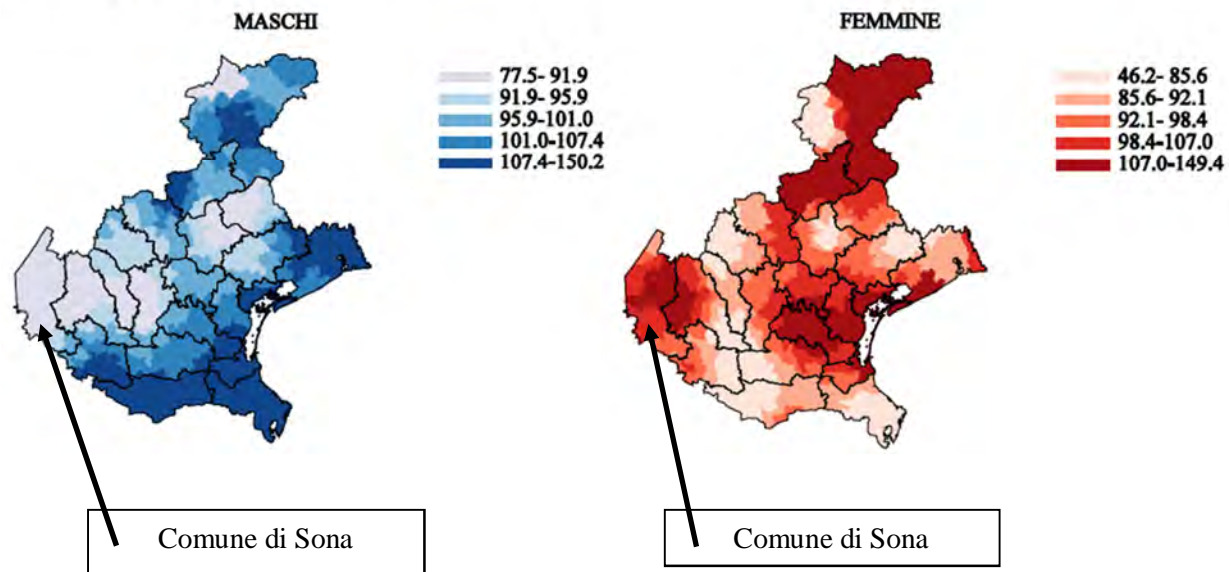 MASCHI
77.5- 91.9
91.9- 95.9
95.9-101.0
101.0-107.4
107.4-150.2
FEMMINE
46.2- 85.6
85.6- 92.1
92.1- 98.4
98.4-107.0
107.0-149.4
Comune di Sona
Comune di Sona